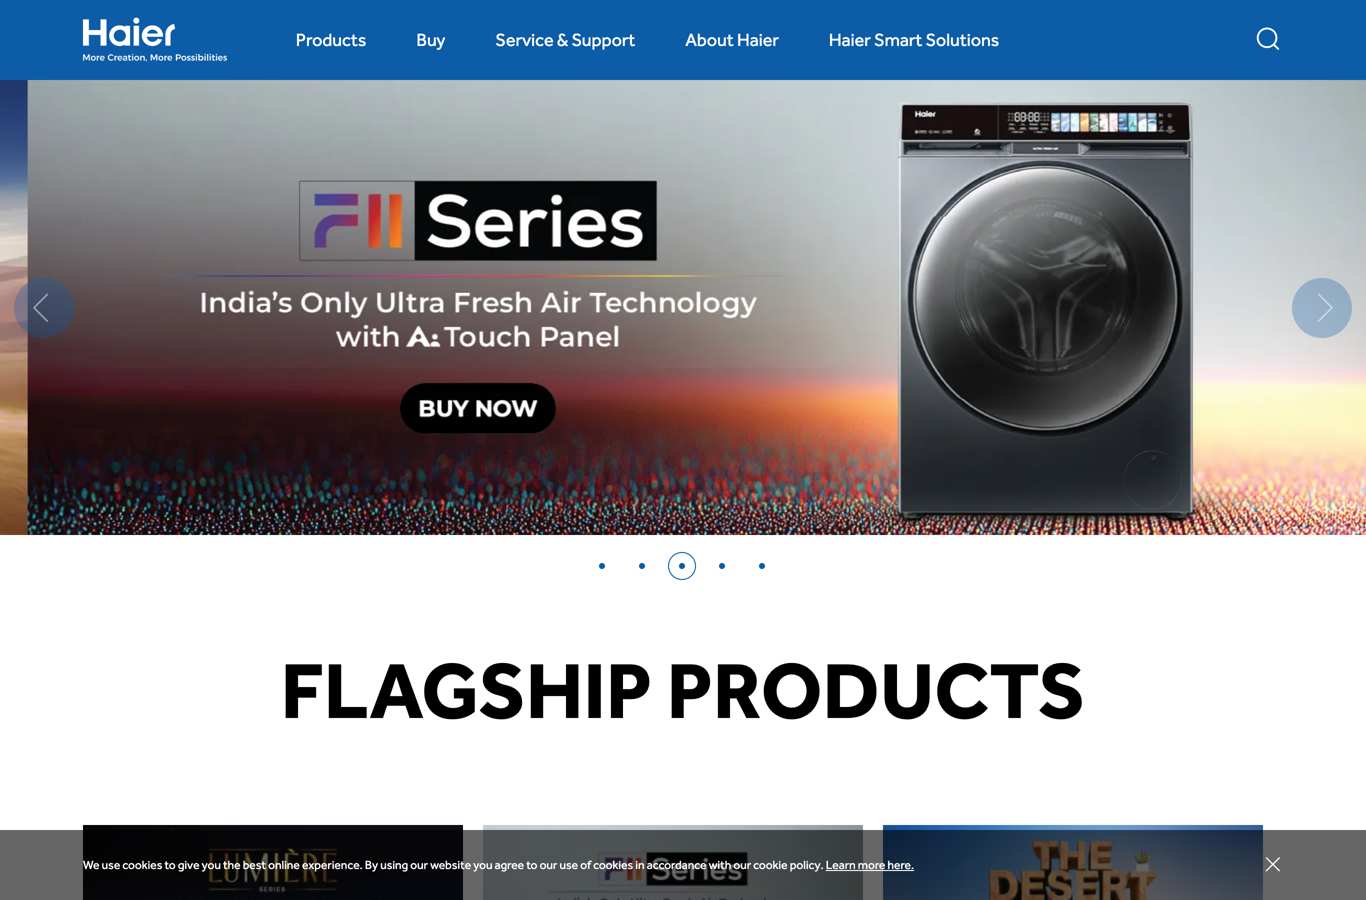 Haier
More Creation, More Possibilities
Products
Buy
Service & Support
About Haier
Haier Smart Solutions
Haier
F11 Series
India's Only Ultra Fresh Air Technology
with Ai Touch Panel
BUY NOW
FLAGSHIP PRODUCTS
LUMIÈRE
SERIES
F11 Series
THE
DESERT
We use cookies to give you the best online experience. By using our website you agree to our use of cookies in accordance with our cookie policy. Learn more here.